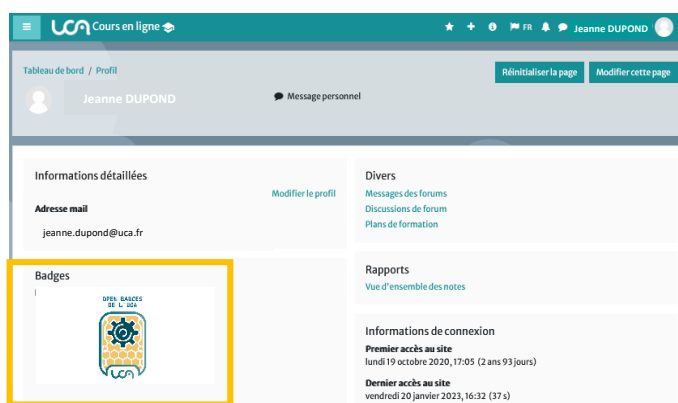 UCA Cours en ligne
FR
Jeanne DUPOND
Tableau de bord / Profil
Réinitialiser la page
Modifier cette page
Jeanne DUPOND
Message personnel
Informations détaillées
Modifier le profil
Adresse mail
jeanne.dupond@uca.fr
Badges
OPEN BADGES
DE L'UCA
UCA
Divers
Messages des forums
Discussions de forum
Plans de formation
Rapports
Vue d'ensemble des notes
Informations de connexion
Premier accès au site
lundi 19 octobre 2020, 17:05 (2 ans 93 jours)
Dernier accès au site
vendredi 20 janvier 2023, 16:32 (37 s)